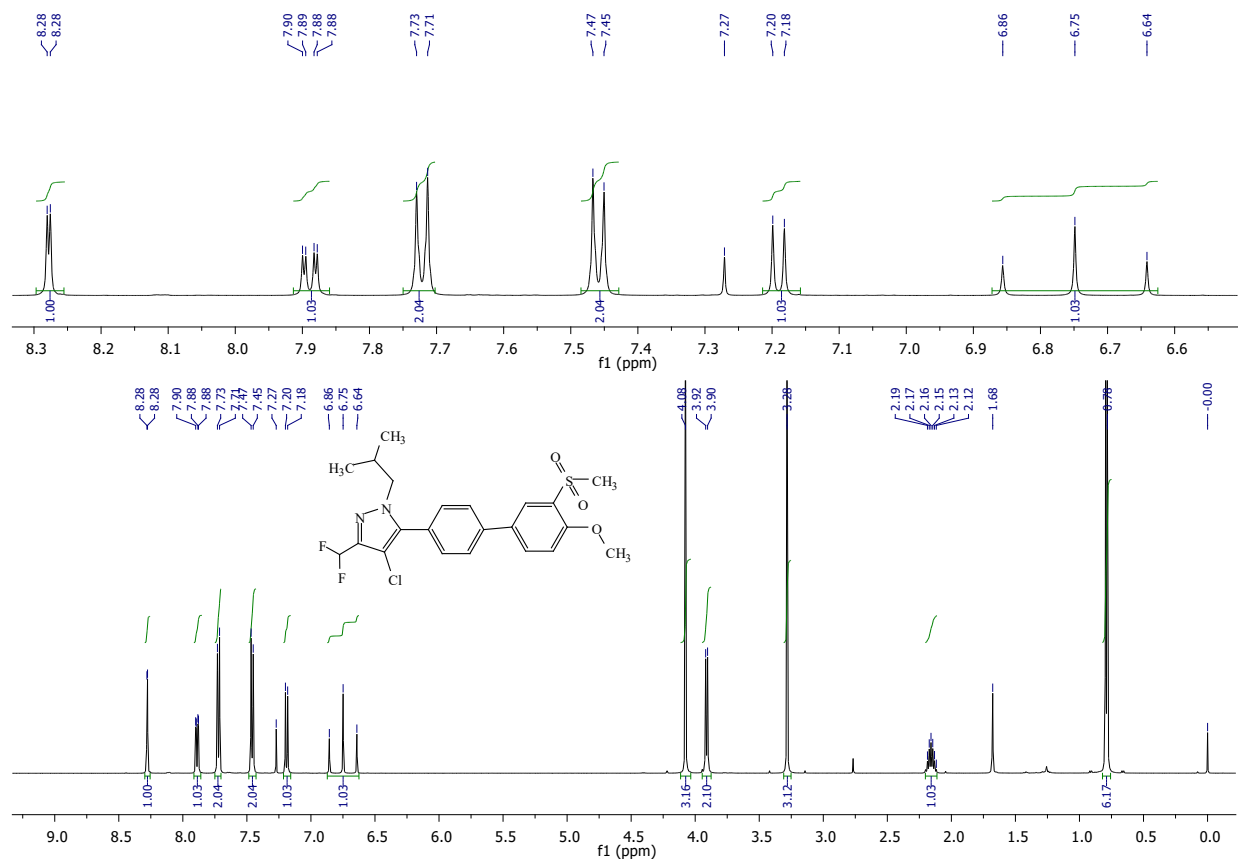 8.28 8.28 7.90 7.89 7.88 7.88 7.73 7.71 7.47 7.45 7.27 7.20 7.18 6.86 6.75 6.64
1.00 1.03 2.04 2.04 1.03 1.03
8.3 8.2 8.1 8.0 7.9 7.8 7.7 7.6 7.5 7.4 7.3 7.2 7.1 7.0 6.9 6.8 6.7 6.6
f1 (ppm)
8.28 8.28 7.90 7.88 7.88 7.73 7.71 7.47 7.45 7.27 7.20 7.18 6.86 6.75 6.64 4.08 3.92 3.90 3.28 2.19 2.17 2.16 2.15 2.13 2.12 1.68 0.78 -0.00
CH3
H3C
O
S
CH3
O
N
N
O
CH3
F
F
Cl
1.00 1.03 2.04 2.04 1.03 1.03 3.16 2.10 3.12 1.03 6.17
9.0 8.5 8.0 7.5 7.0 6.5 6.0 5.5 5.0 4.5 4.0 3.5 3.0 2.5 2.0 1.5 1.0 0.5 0.0
f1 (ppm)